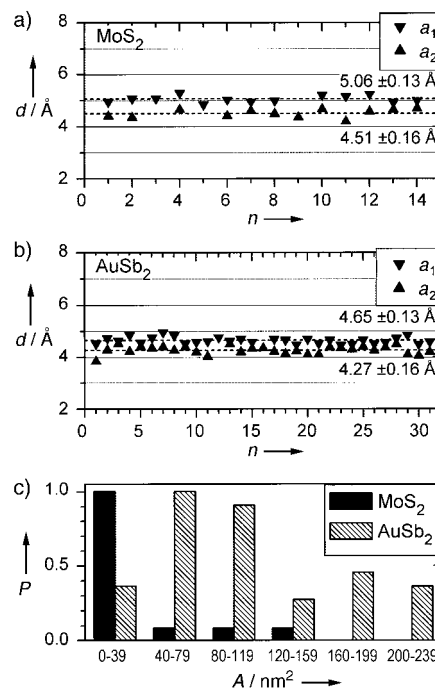 a)
MoS₂
a₁
a₂
8
6
4
2
d / Å
5.06 ±0.13 Å
4.51 ±0.16 Å
0 2 4 6 8 10 12 14
n
b)
AuSb₂
a₁
a₂
8
6
4
2
d / Å
4.65 ±0.13 Å
4.27 ±0.16 Å
0 5 10 15 20 25 30
n
c)
MoS₂
AuSb₂
1.0
0.5
0.0
P
0-39 40-79 80-119 120-159 160-199 200-239
A / nm²